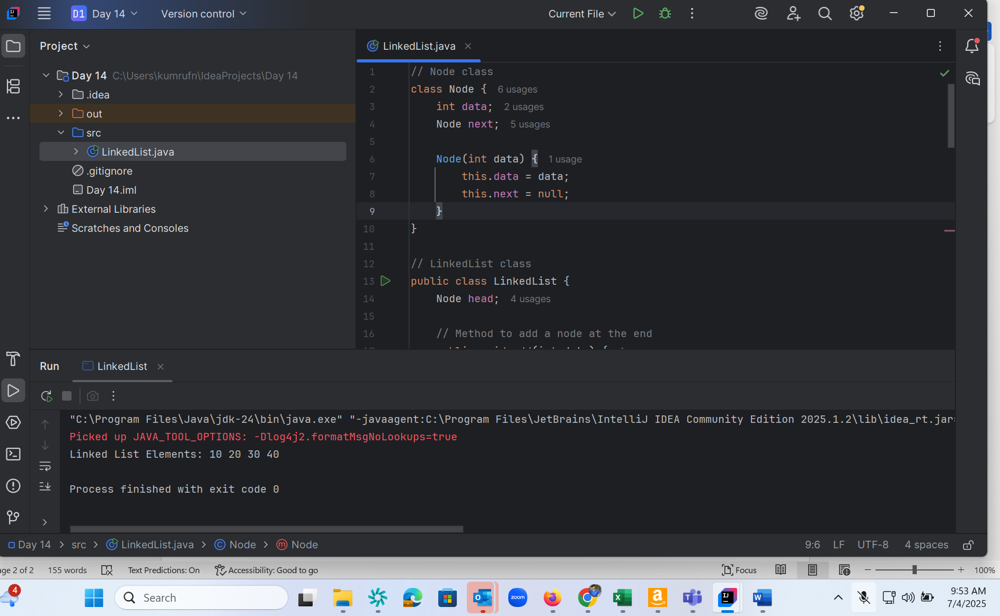 D1 Day 14 Version control Current File
Project
Day 14 C:\Users\kumrufn\IdeaProjects\Day 14
.idea
out
src
LinkedList.java
.gitignore
Day 14.iml
External Libraries
Scratches and Consoles
LinkedList.java
1 // Node class
2 class Node { 6 usages
3 int data; 2 usages
4 Node next; 5 usages
5
6 Node(int data) { 1 usage
7 this.data = data;
8 this.next = null;
9 }
10 }
11
12 // LinkedList class
13 public class LinkedList {
14 Node head; 4 usages
15
16 // Method to add a node at the end
Run LinkedList
"C:\Program Files\Java\jdk-24\bin\java.exe" "-javaagent:C:\Program Files\JetBrains\IntelliJ IDEA Community Edition 2025.1.2\lib\idea_rt.jar=
Picked up JAVA_TOOL_OPTIONS: -Dlog4j2.formatMsgNoLookups=true
Linked List Elements: 10 20 30 40
Process finished with exit code 0
Day 14 > src > LinkedList.java > Node > Node 9:6 LF UTF-8 4 spaces
age 2 of 2 155 words Text Predictions: On Accessibility: Good to go Focus 100%
4 Search zoom 9:53 AM
7/4/2025